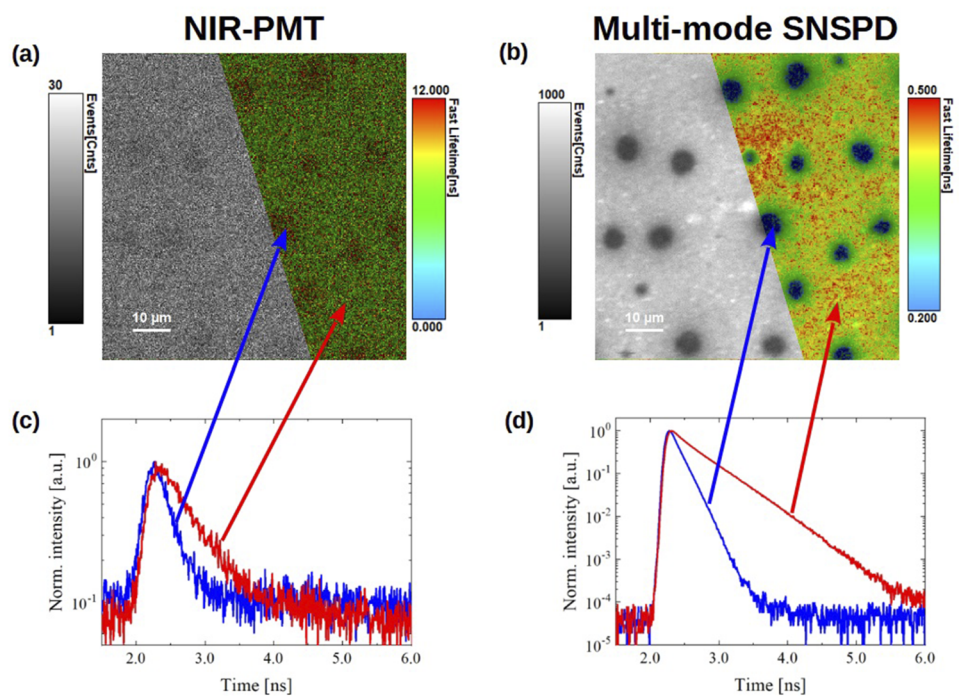 NIR-PMT
Multi-mode SNSPD
(a)
30
Events[Cnts]
1
10 µm
12.000
Fast Lifetime[ns]
0.000
(b)
1000
Events[Cnts]
1
10 µm
0.500
Fast Lifetime[ns]
0.200
(c)
Norm. intensity [a.u.]
10⁰
10⁻¹
2.0 3.0 4.0 5.0 6.0
Time [ns]
(d)
Norm. intensity [a.u.]
10⁰
10⁻¹
10⁻²
10⁻³
10⁻⁴
10⁻⁵
2.0 3.0 4.0 5.0 6.0
Time [ns]